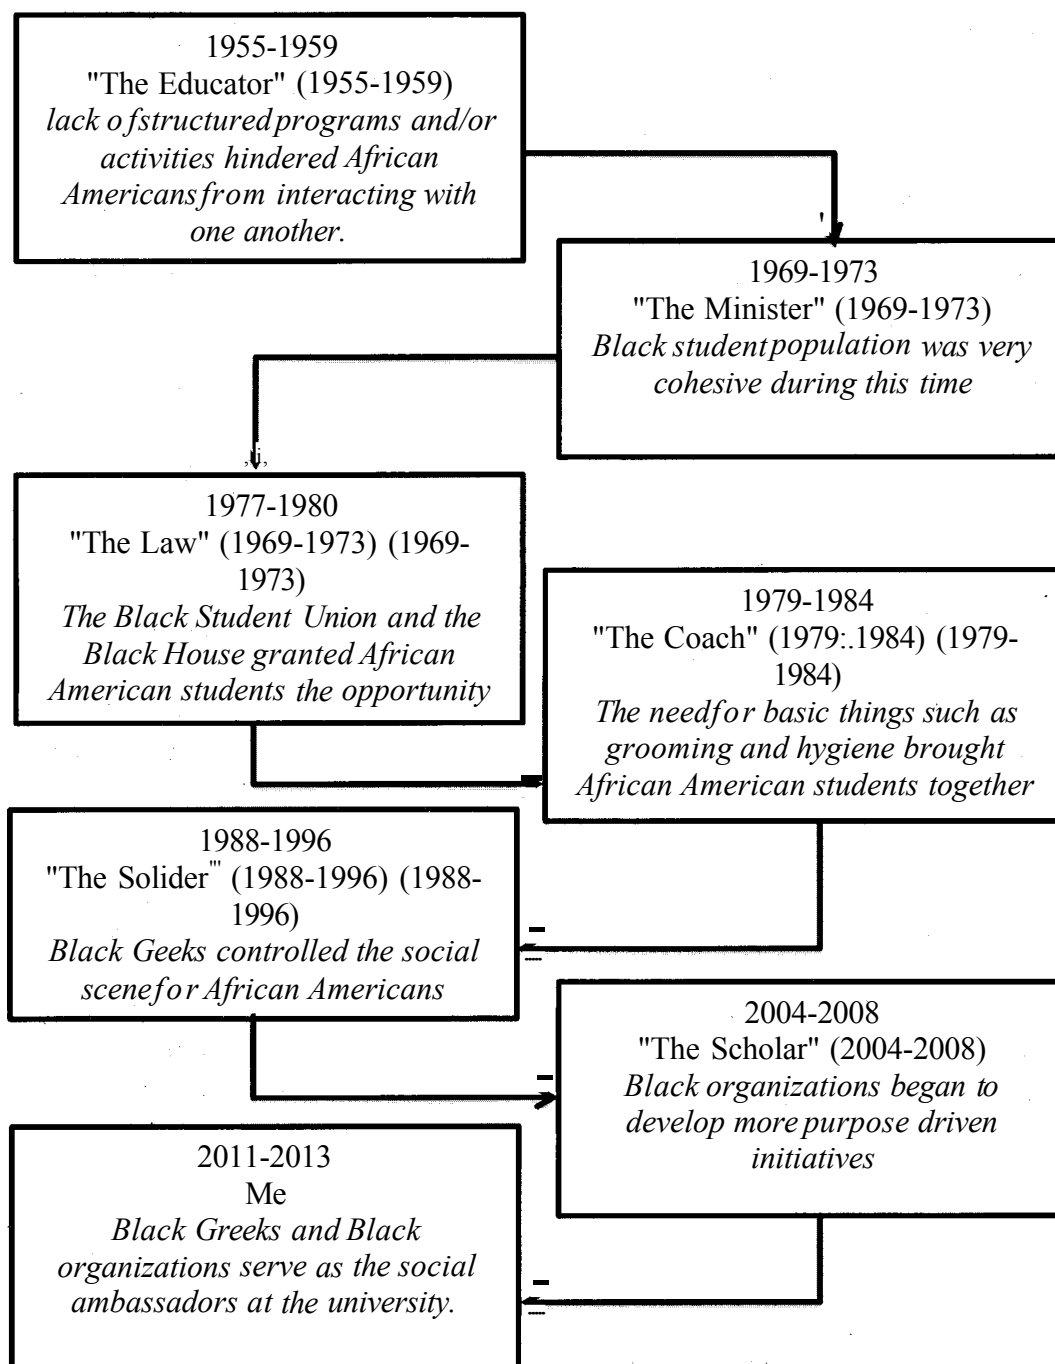 1955-1959
"The Educator" (1955-1959)
lack ofstructured programs and/or
activities hindered African
Americans from interacting with
one another.
1969-1973
"The Minister" (1969-1973)
Black student population was very
cohesive during this time
1977-1980
"The Law" (1969-1973) (1969-
1973)
The Black Student Union and the
Black House granted African
American students the opportunity
1979-1984
"The Coach" (1979:.1984) (1979-
1984)
The need for basic things such as
grooming and hygiene brought
African American students together
1988-1996
"The Solider'" (1988-1996) (1988-
1996)
Black Geeks controlled the social
scene for African Americans
2004-2008
"The Scholar" (2004-2008)
Black organizations began to
develop more purpose driven
initiatives
2011-2013
Me
Black Greeks and Black
organizations serve as the social
ambassadors at the university.